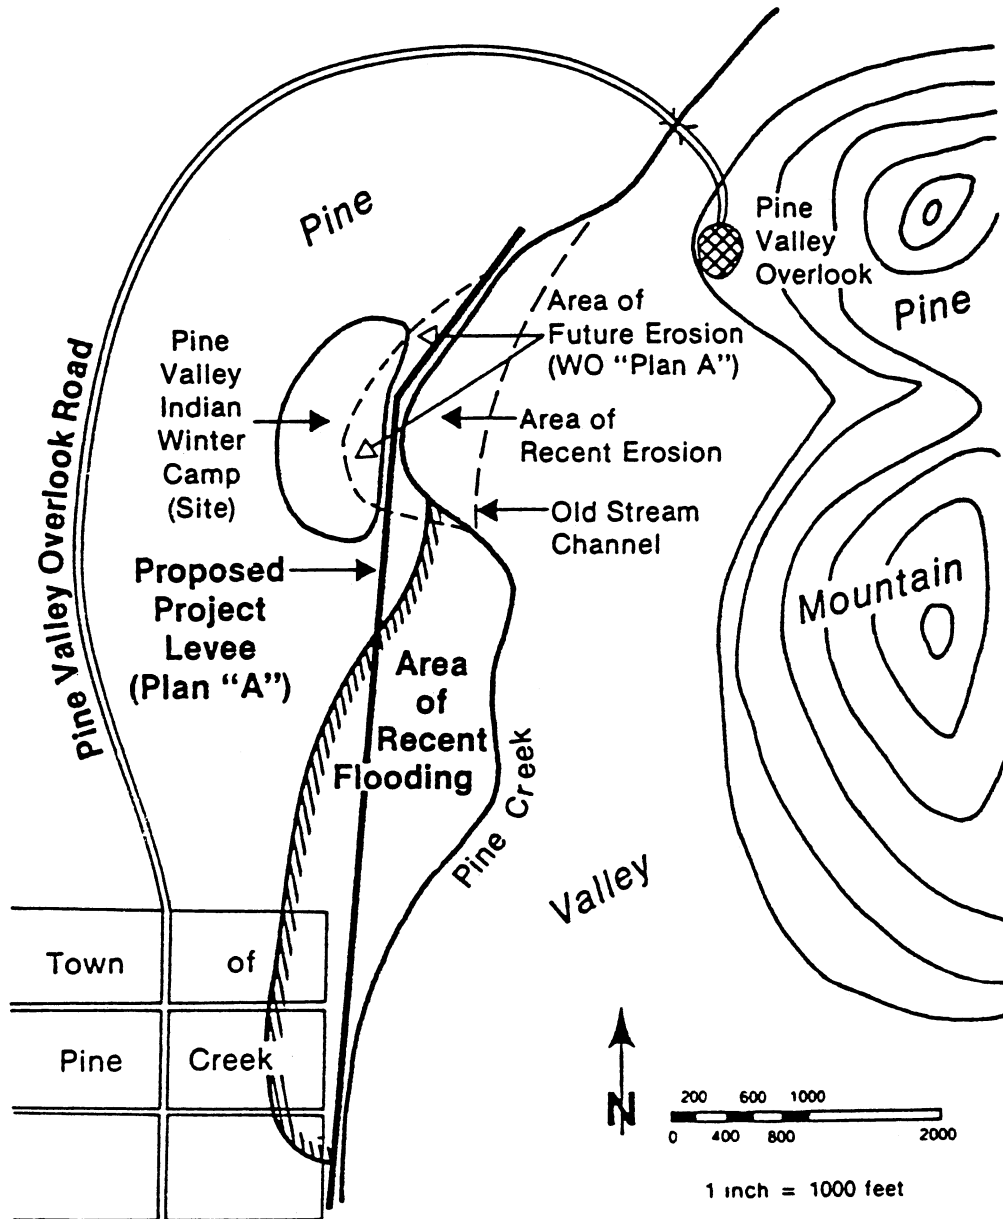 Pine
Pine
Valley
Overlook
Pine
Area of
Future Erosion
(WO "Plan A")
Pine
Valley
Indian
Winter
Camp
(Site)
Area of
Recent Erosion
Old Stream
Channel
Pine Valley Overlook Road
Proposed
Project
Levee
(Plan "A")
Mountain
Area
of
Recent
Flooding
Pine Creek
Valley
Town of
Pine Creek
N
200 600 1000
0 400 800 2000
1 inch = 1000 feet